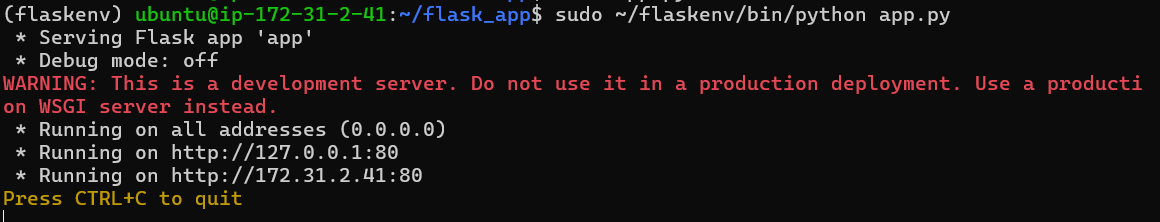 (flaskenv) ubuntu@ip-172-31-2-41:~/flask_app$ sudo ~/flaskenv/bin/python app.py
 * Serving Flask app 'app'
 * Debug mode: off
WARNING: This is a development server. Do not use it in a production deployment. Use a producti
on WSGI server instead.
 * Running on all addresses (0.0.0.0)
 * Running on http://127.0.0.1:80
 * Running on http://172.31.2.41:80
Press CTRL+C to quit